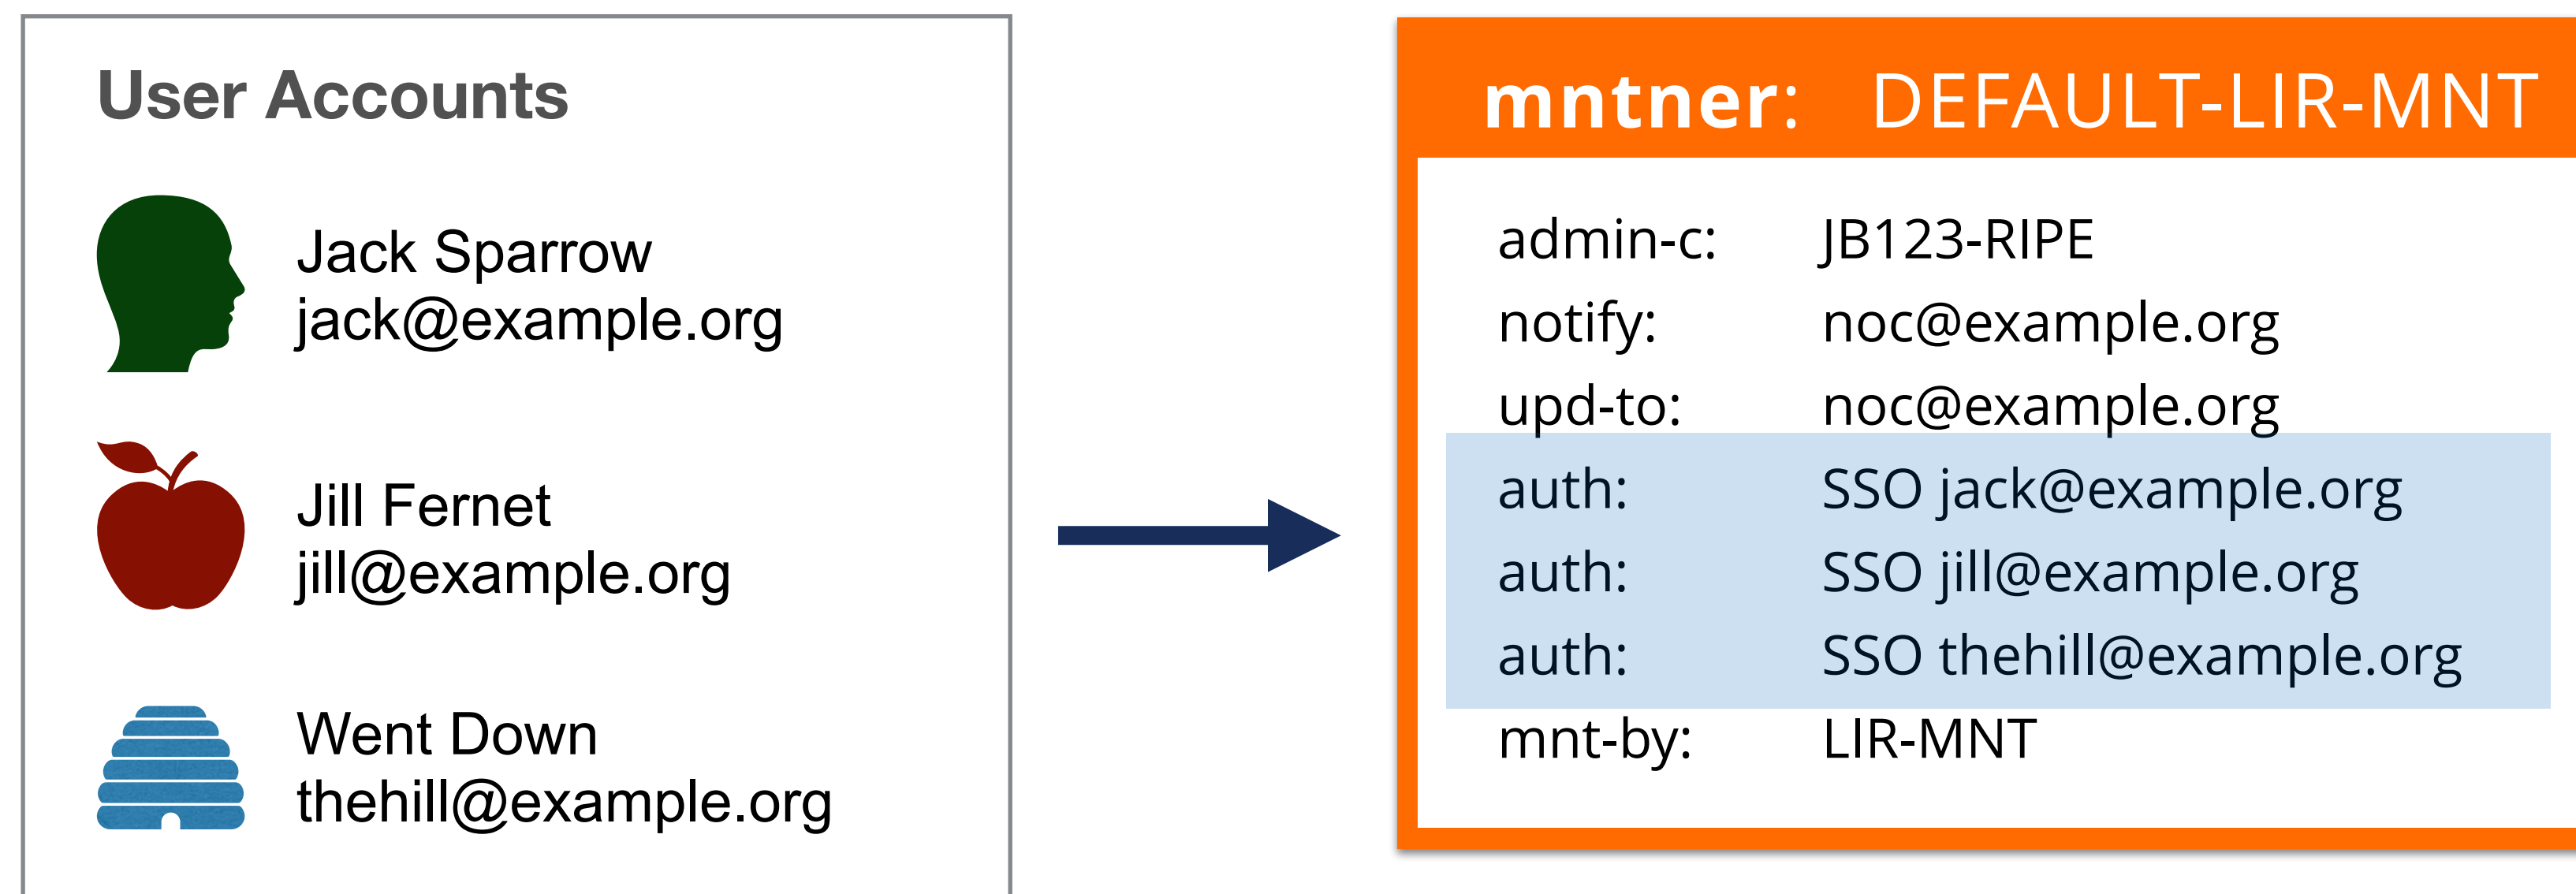 User Accounts
Jack Sparrow
jack@example.org
Jill Fernet
jill@example.org
Went Down
thehill@example.org
mntner: DEFAULT-LIR-MNT
admin-c: JB123-RIPE
notify: noc@example.org
upd-to: noc@example.org
auth: SSO jack@example.org
auth: SSO jill@example.org
auth: SSO thehill@example.org
mnt-by: LIR-MNT